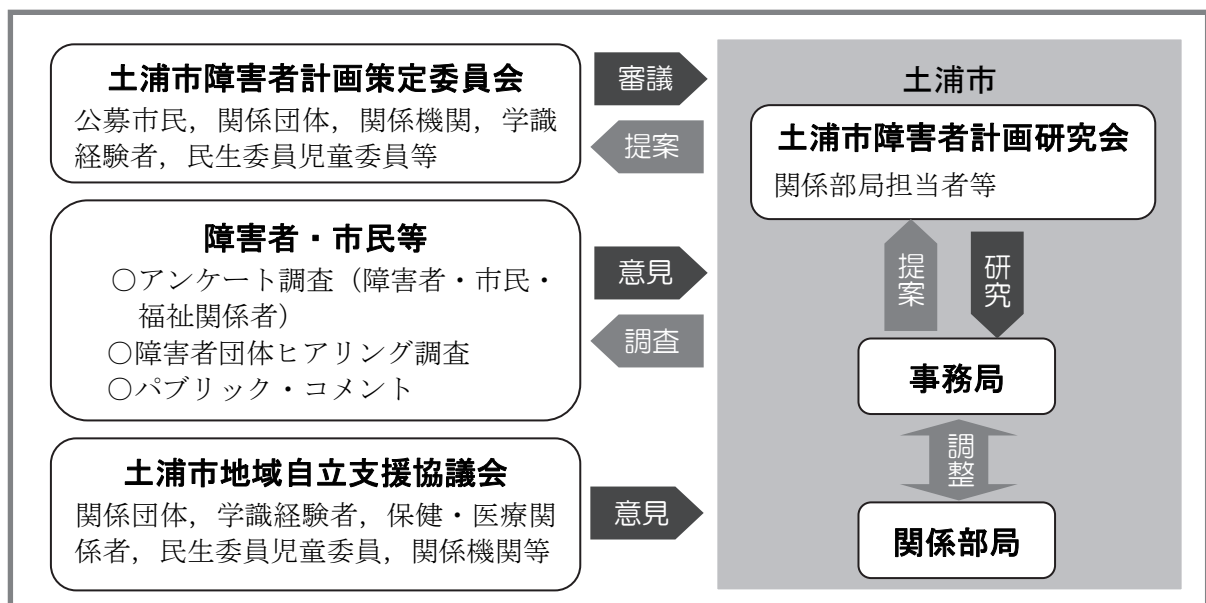 土浦市障害者計画策定委員会
公募市民，関係団体，関係機関，学識
経験者，民生委員児童委員等
審議
提案
障害者・市民等
○アンケート調査（障害者・市民・
福祉関係者）
○障害者団体ヒアリング調査
○パブリック・コメント
意見
調査
土浦市地域自立支援協議会
関係団体，学識経験者，保健・医療関
係者，民生委員児童委員，関係機関等
意見
土浦市
土浦市障害者計画研究会
関係部局担当者等
提案
研究
事務局
調整
関係部局